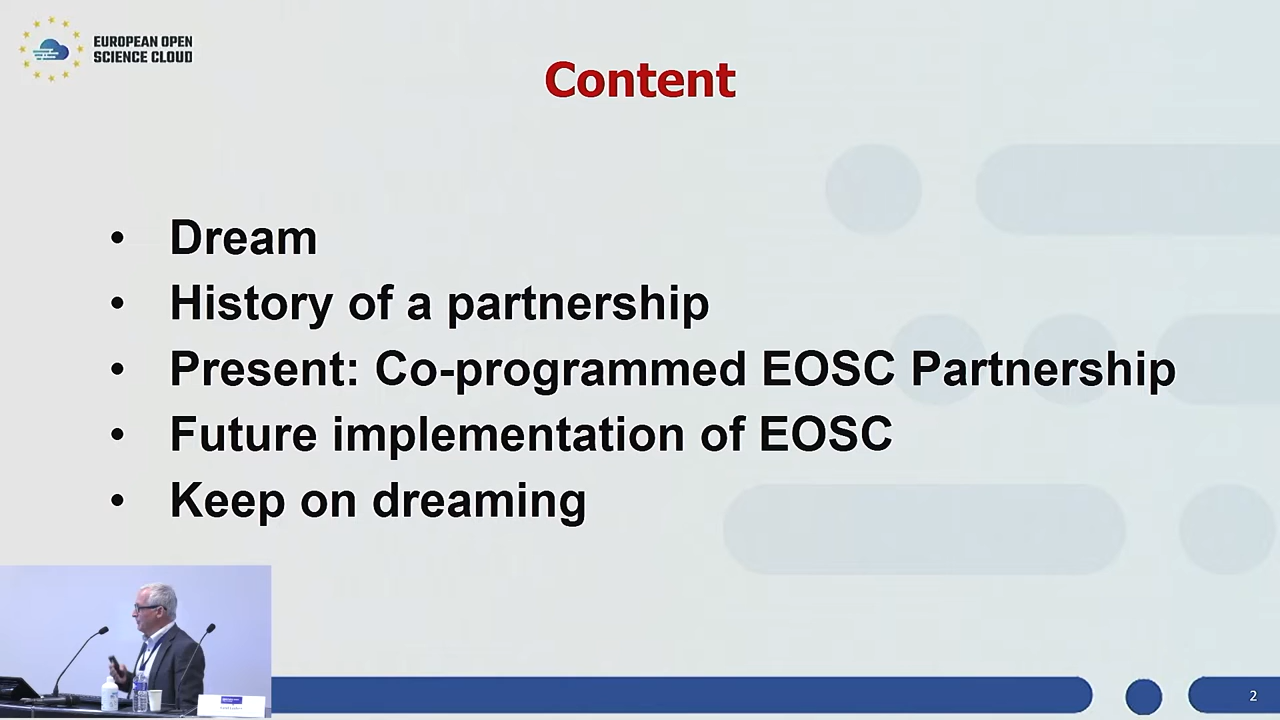 EUROPEAN OPEN
SCIENCE CLOUD
Content
• Dream
• History of a partnership
• Present: Co-programmed EOSC Partnership
• Future implementation of EOSC
• Keep on dreaming
2